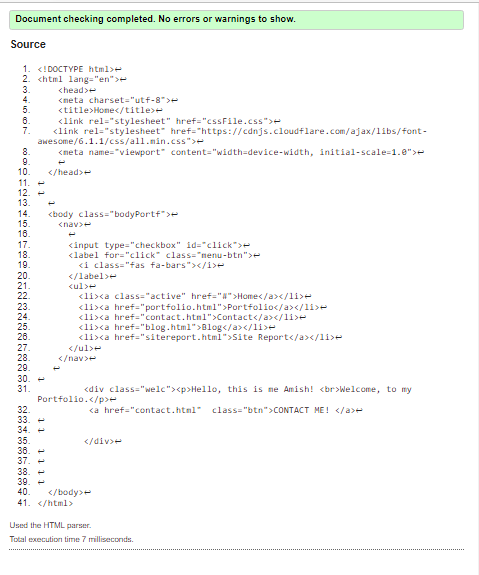 Document checking completed. No errors or warnings to show.
Source
1. <!DOCTYPE html>↩
2. <html lang="en">↩
3. <head>↩
4. <meta charset="utf-8">↩
5. <title>Home</title>↩
6. <link rel="stylesheet" href="cssFile.css">↩
7. <link rel="stylesheet" href="https://cdnjs.cloudflare.com/ajax/libs/font-
awesome/6.1.1/css/all.min.css">↩
8. <meta name="viewport" content="width=device-width, initial-scale=1.0">↩
9. ↩
10. </head>↩
11. ↩
12. ↩
13. ↩
14. <body class="bodyPortf">↩
15. <nav>↩
16. ↩
17. <input type="checkbox" id="click">↩
18. <label for="click" class="menu-btn">↩
19. <i class="fas fa-bars"></i>↩
20. </label>↩
21. <ul>↩
22. <li><a class="active" href="#">Home</a></li>↩
23. <li><a href="portfolio.html">Portfolio</a></li>↩
24. <li><a href="contact.html">Contact</a></li>↩
25. <li><a href="blog.html">Blog</a></li>↩
26. <li><a href="sitereport.html">Site Report</a></li>↩
27. </ul>↩
28. </nav>↩
29. ↩
30. ↩
31. <div class="welc"><p>Hello, this is me Amish! <br>Welcome, to my
Portfolio.</p>↩
32. <a href="contact.html"  class="btn">CONTACT ME! </a>↩
33. ↩
34. ↩
35. </div>↩
36. ↩
37. ↩
38. ↩
39. ↩
40. </body>↩
41. </html>
Used the HTML parser.
Total execution time 7 milliseconds.